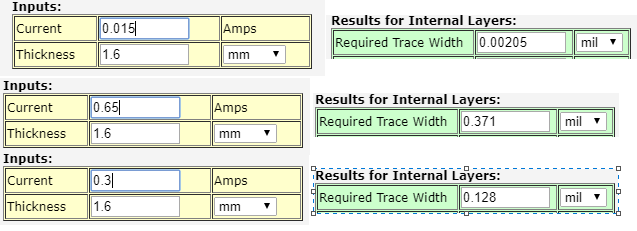 Inputs:
Current 0.015 Amps
Thickness 1.6 mm
Results for Internal Layers:
Required Trace Width 0.00205 mil
Inputs:
Current 0.65 Amps
Thickness 1.6 mm
Results for Internal Layers:
Required Trace Width 0.371 mil
Inputs:
Current 0.3 Amps
Thickness 1.6 mm
Results for Internal Layers:
Required Trace Width 0.128 mil